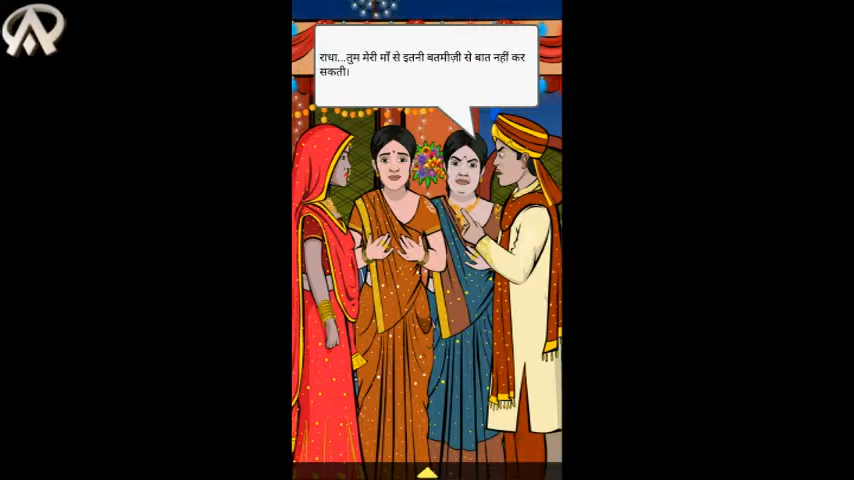 राधा...तुम मेरी माँ से इतनी बतमीज़ी से बात नहीं कर
सकती।